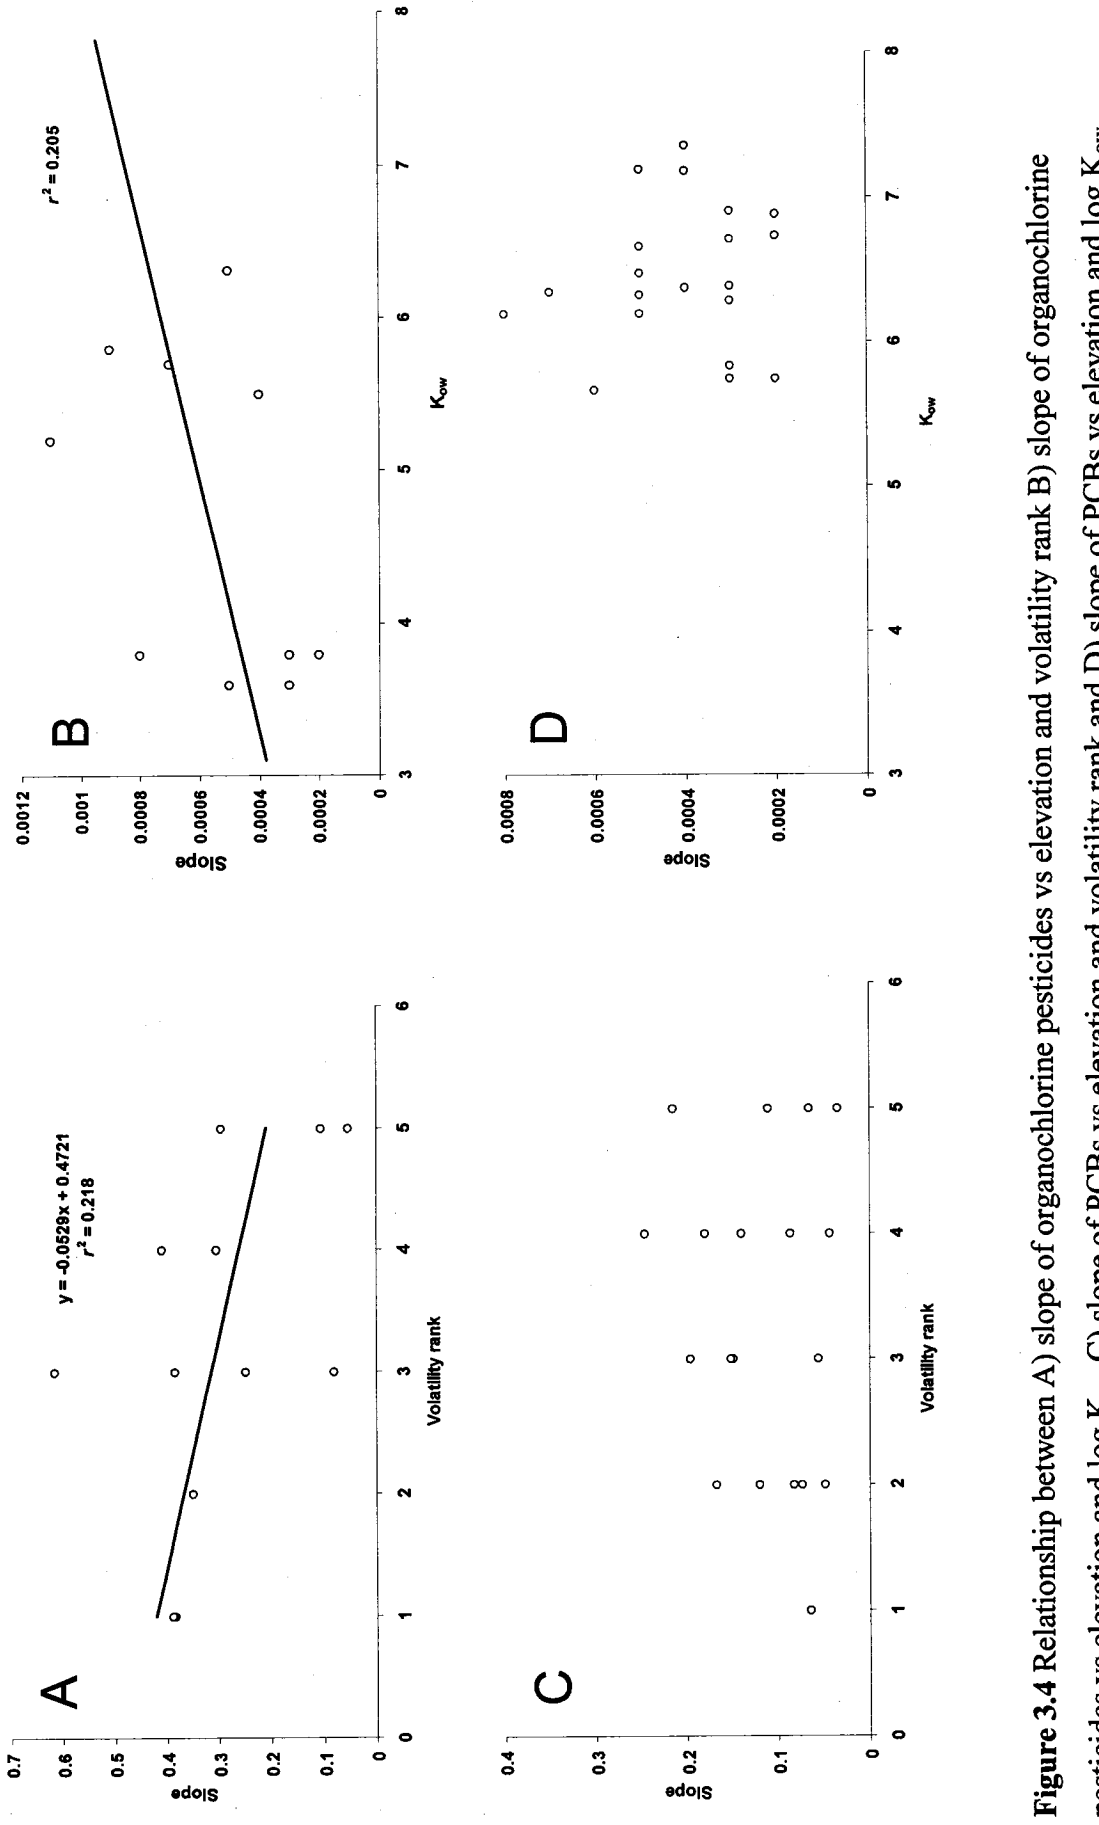 A
y = -0.0529x + 0.4721
r² = 0.218
0.7
0.6
0.5
0.4
0.3
0.2
0.1
0
Slope
0 1 2 3 4 5 6
Volatility rank
B
r² = 0.205
0.0012
0.001
0.0008
0.0006
0.0004
0.0002
0
Slope
3 4 5 6 7 8
Kow
C
0.4
0.3
0.2
0.1
0
Slope
0 1 2 3 4 5 6
Volatility rank
D
0.0008
0.0006
0.0004
0.0002
0
Slope
3 4 5 6 7 8
Kow
Figure 3.4 Relationship between A) slope of organochlorine pesticides vs elevation and volatility rank B) slope of organochlorine
pesticides vs elevation and log K C) slope of PCBs vs elevation and volatility rank and D) slope of PCBs vs elevation and log Kow